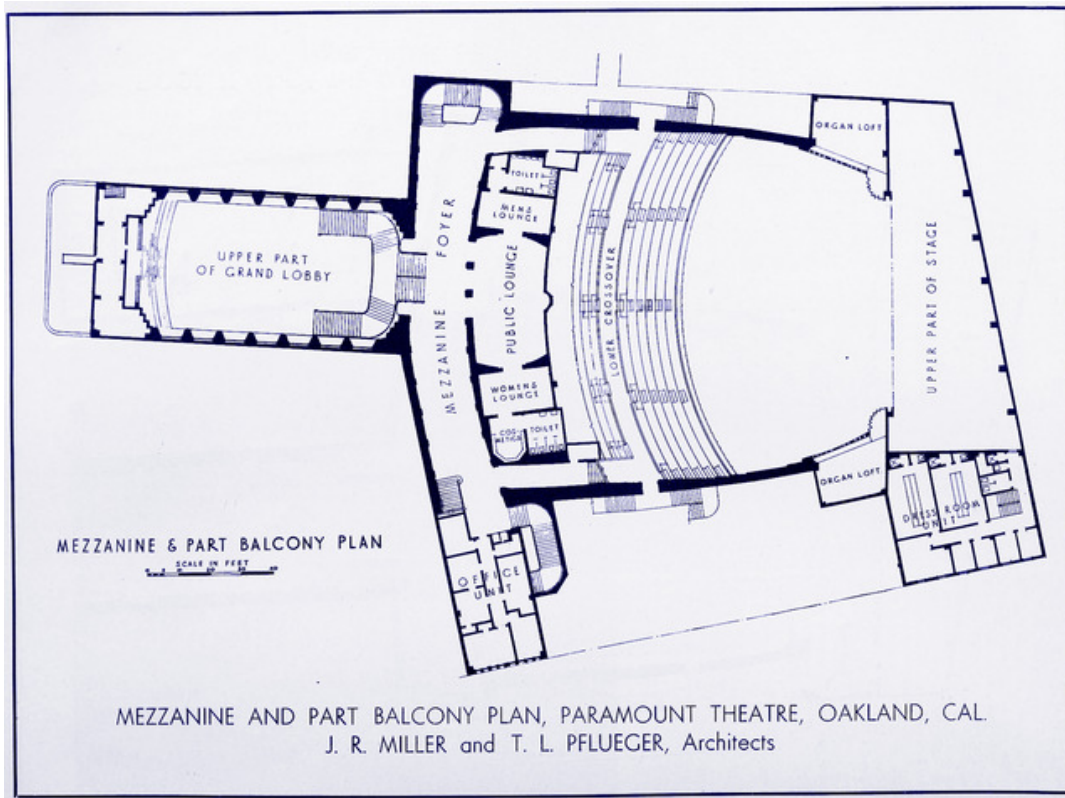 ORGAN LOFT
TOILET
MENS
LOUNGE
UPPER PART
OF GRAND LOBBY
MEZZANINE FOYER
PUBLIC LOUNGE
LOWER CROSSOVER
UPPER PART OF STAGE
WOMENS
LOUNGE
COS-
METICS
TOILET
ORGAN LOFT
DRESS ROOM
UNIT
MEZZANINE & PART BALCONY PLAN
SCALE IN FEET
OFFICE
UNIT
MEZZANINE AND PART BALCONY PLAN, PARAMOUNT THEATRE, OAKLAND, CAL.
J. R. MILLER and T. L. PFLUEGER, Architects